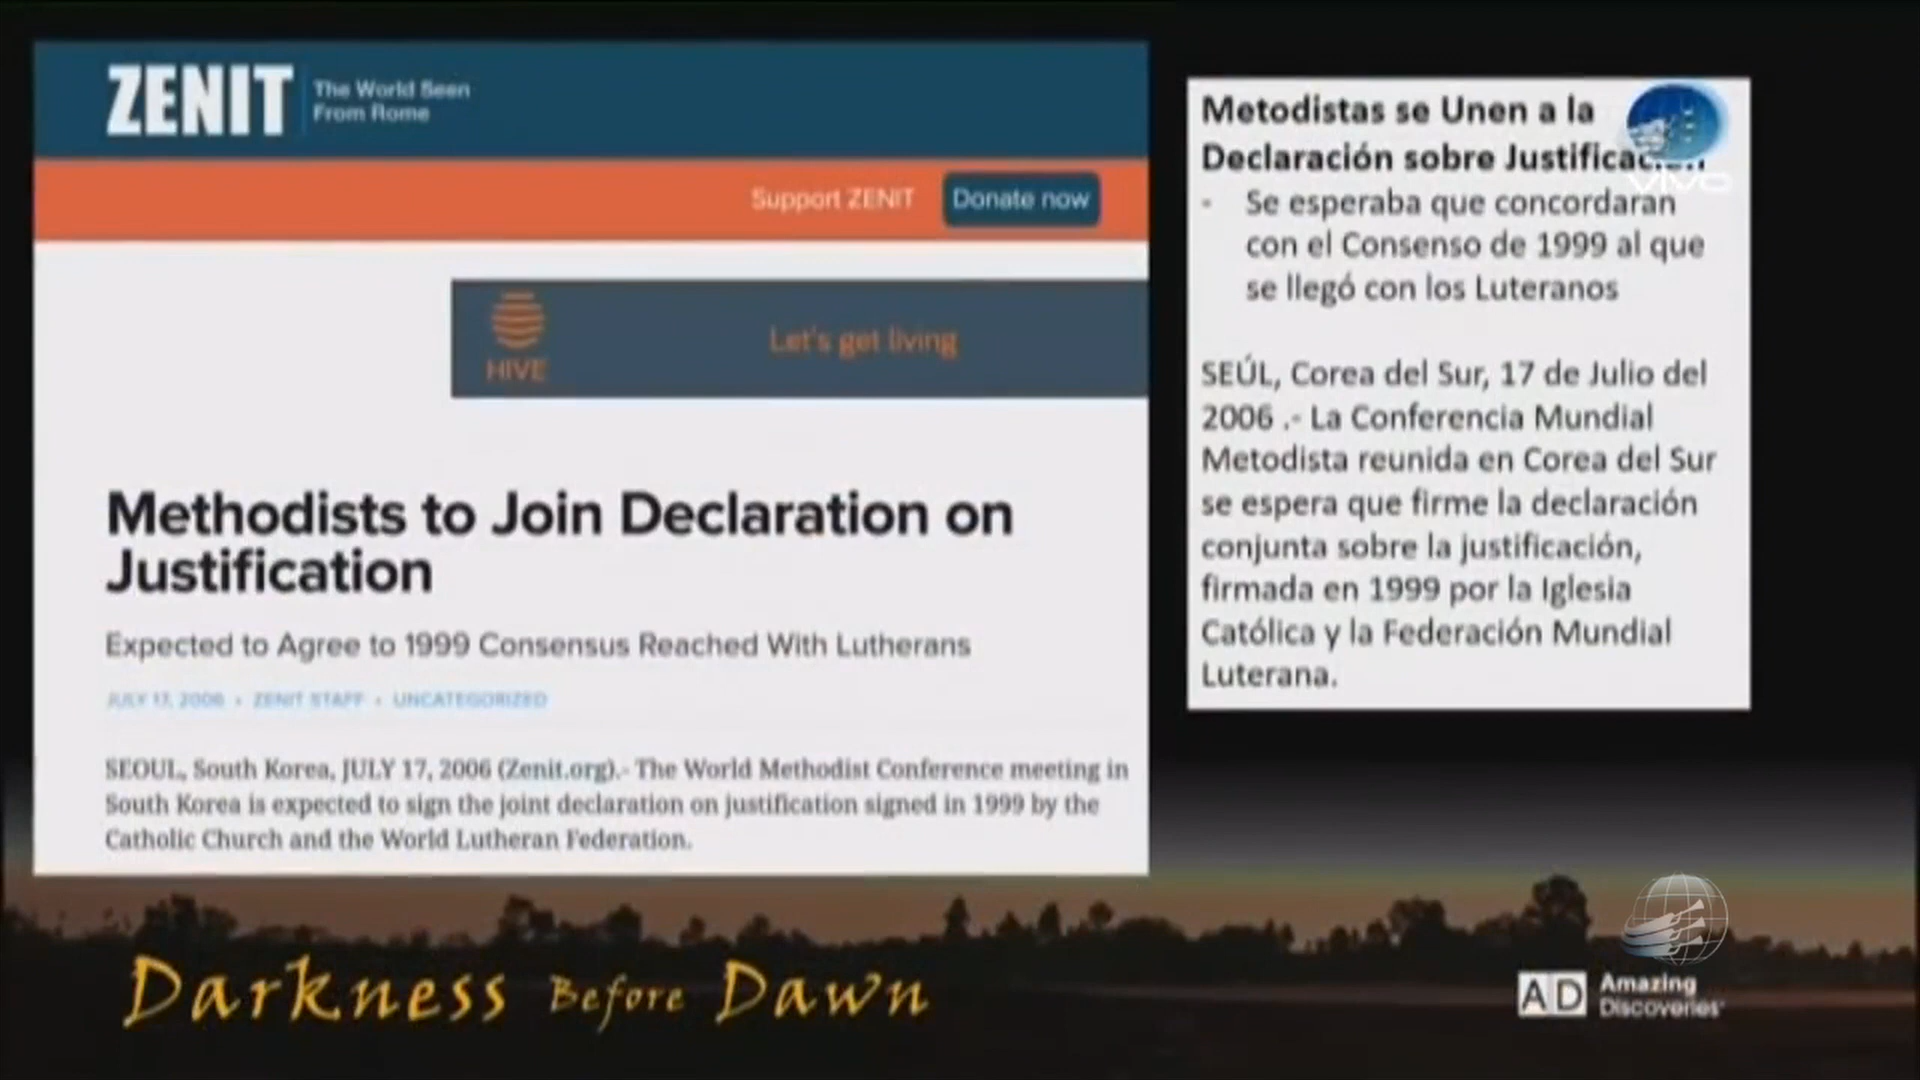 ZENIT
The World Seen
From Rome
Support ZENIT
Donate now
HIVE
Let's get living
Methodists to Join Declaration on
Justification
Expected to Agree to 1999 Consensus Reached With Lutherans
JULY 17, 2006 • ZENIT STAFF • UNCATEGORIZED
SEOUL, South Korea, JULY 17, 2006 (Zenit.org).- The World Methodist Conference meeting in
South Korea is expected to sign the joint declaration on justification signed in 1999 by the
Catholic Church and the World Lutheran Federation.
Metodistas se Unen a la
Declaración sobre Justificación
VIVO
- Se esperaba que concordaran
con el Consenso de 1999 al que
se llegó con los Luteranos
SEÚL, Corea del Sur, 17 de Julio del
2006 .- La Conferencia Mundial
Metodista reunida en Corea del Sur
se espera que firme la declaración
conjunta sobre la justificación,
firmada en 1999 por la Iglesia
Católica y la Federación Mundial
Luterana.
Darkness Before Dawn
AD Amazing
Discoveries